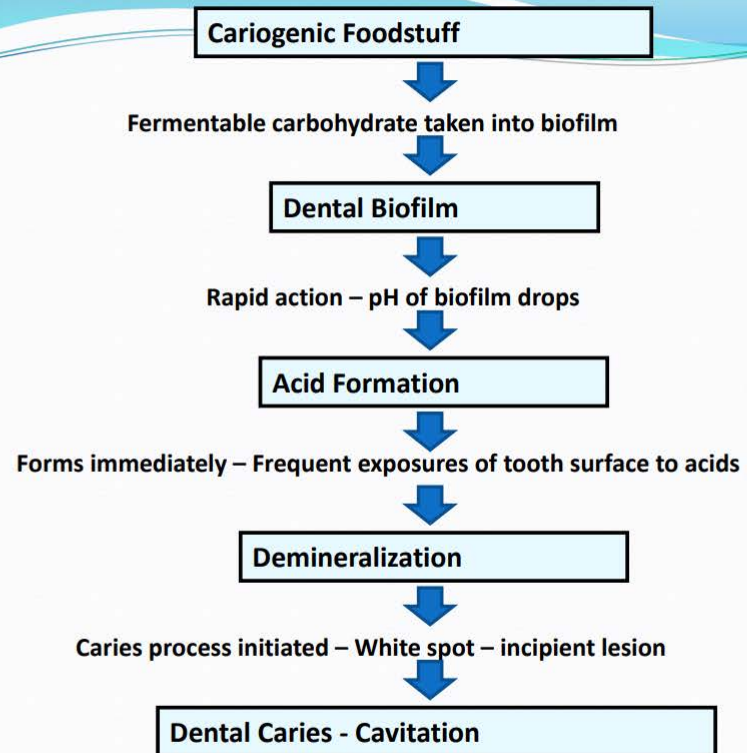 Cariogenic Foodstuff
Fermentable carbohydrate taken into biofilm
Dental Biofilm
Rapid action – pH of biofilm drops
Acid Formation
Forms immediately – Frequent exposures of tooth surface to acids
Demineralization
Caries process initiated – White spot – incipient lesion
Dental Caries - Cavitation